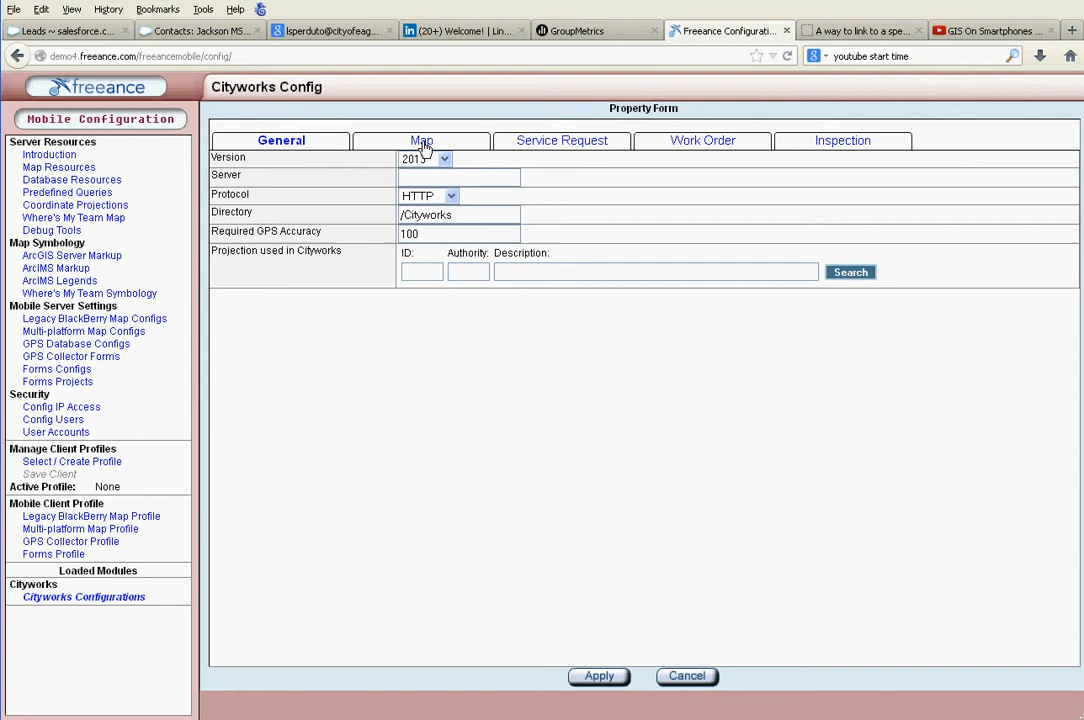 File Edit View History Bookmarks Tools Help
Leads ~ salesforce.c... × Contacts: Jackson MS... × lsperduto@cityofeag... × (20+) Welcome! | Lin... × GroupMetrics × Freeance Configurati... × A way to link to a spe... × GIS On Smartphones ... × +
demo4.freeance.com/freeancemobile/config/ youtube start time
freeance
Cityworks Config
Mobile Configuration
Property Form
General Map Service Request Work Order Inspection
Server Resources
Introduction
Map Resources
Database Resources
Predefined Queries
Coordinate Projections
Where's My Team Map
Debug Tools
Map Symbology
ArcGIS Server Markup
ArcIMS Markup
ArcIMS Legends
Where's My Team Symbology
Mobile Server Settings
Legacy BlackBerry Map Configs
Multi-platform Map Configs
GPS Database Configs
GPS Collector Forms
Forms Configs
Forms Projects
Security
Config IP Access
Config Users
User Accounts
Manage Client Profiles
Select / Create Profile
Save Client
Active Profile: None
Mobile Client Profile
Legacy BlackBerry Map Profile
Multi-platform Map Profile
GPS Collector Profile
Forms Profile
Loaded Modules
Cityworks
Cityworks Configurations
Version
Server
Protocol HTTP
Directory /Cityworks
Required GPS Accuracy 100
Projection used in Cityworks ID: Authority: Description:
Search
Apply Cancel